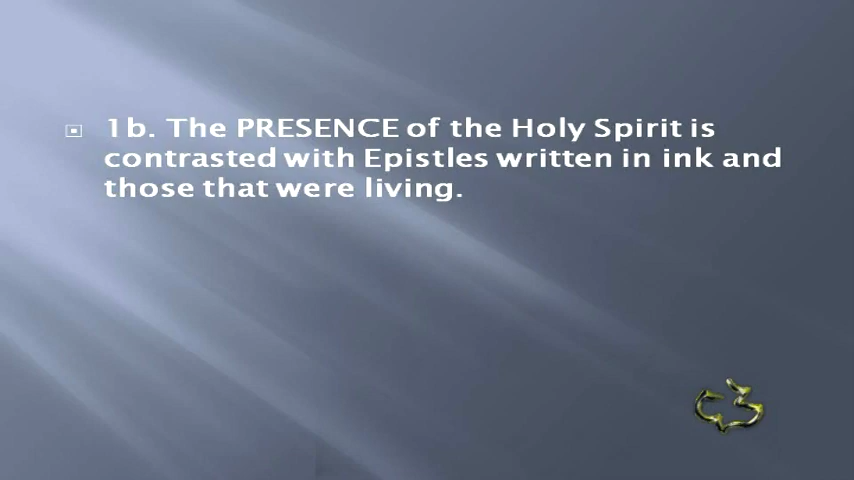 1b. The PRESENCE of the Holy Spirit is
contrasted with Epistles written in ink and
those that were living.